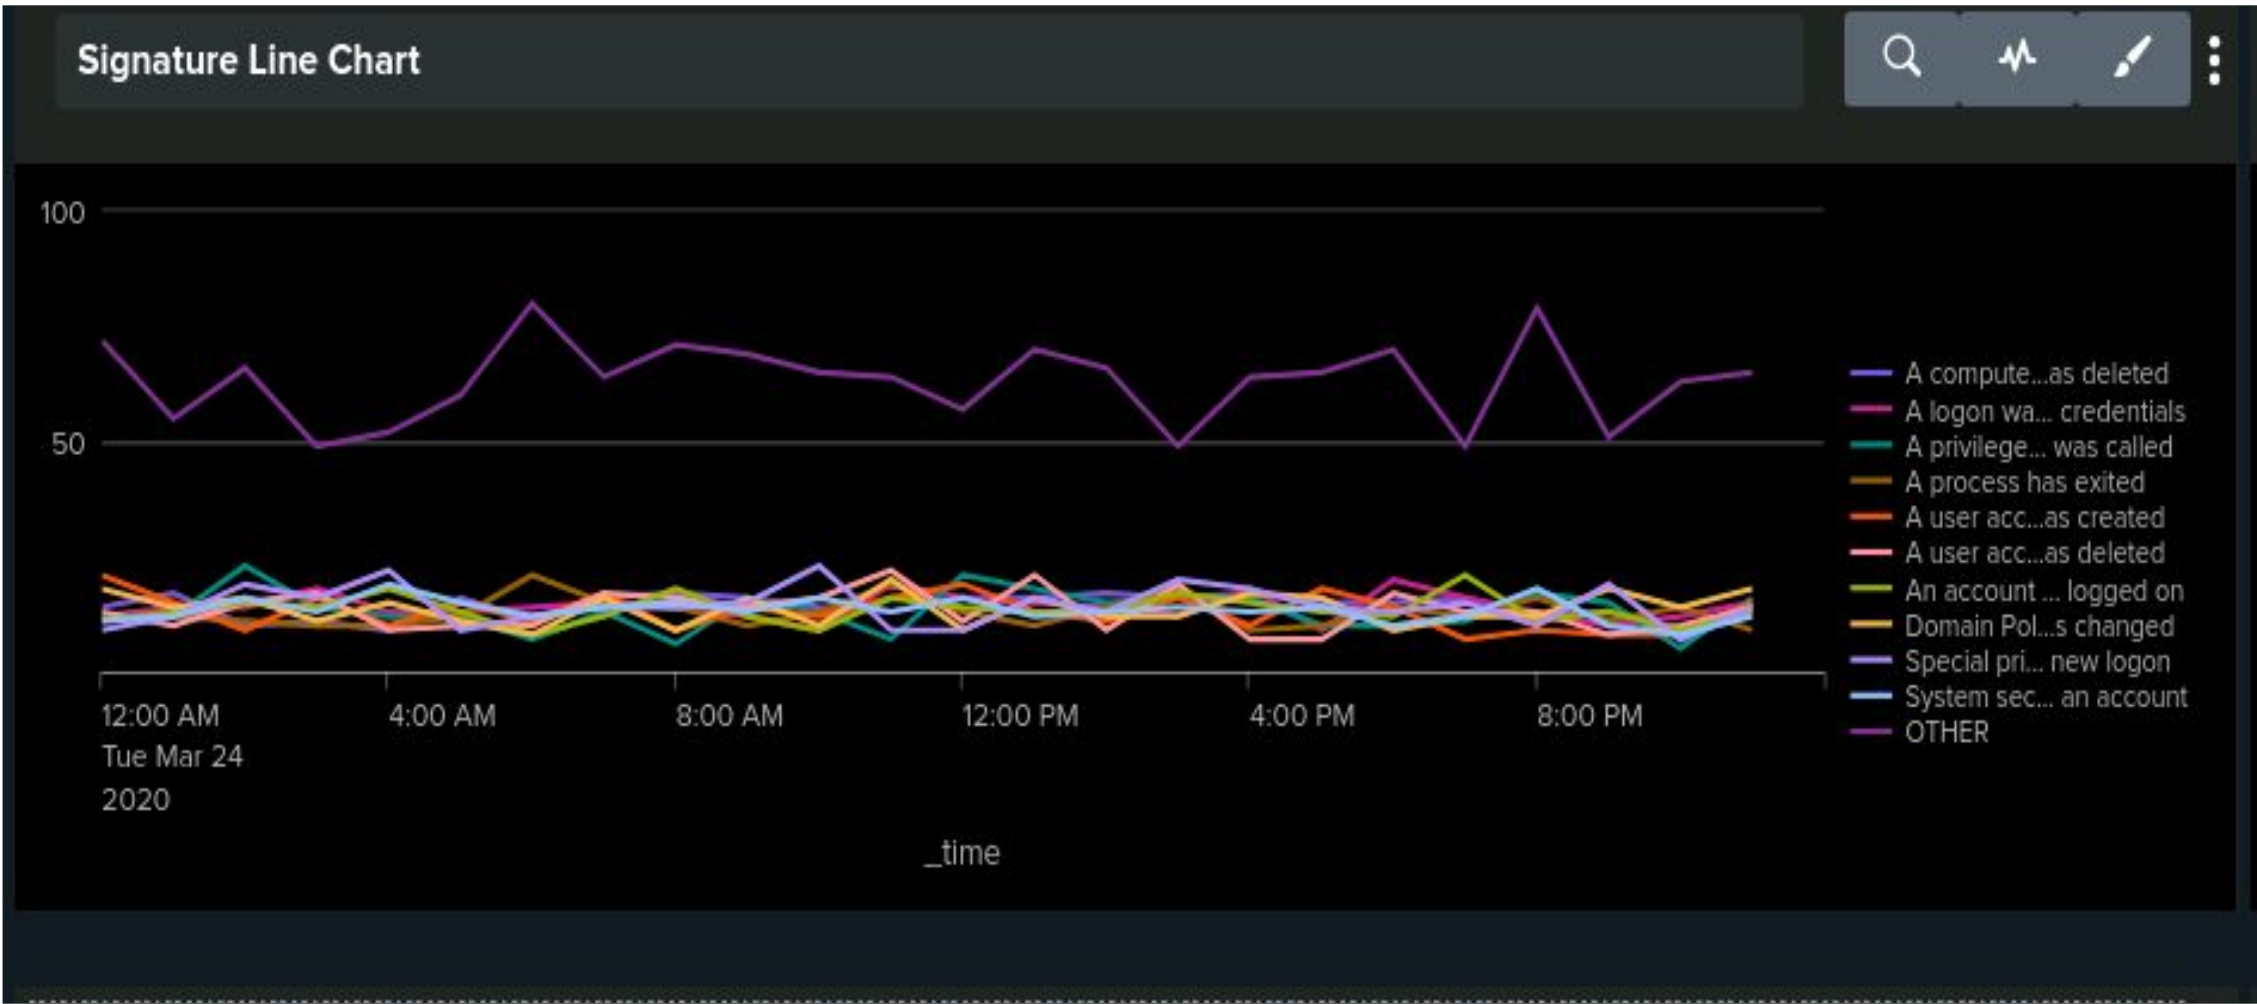 Signature Line Chart
100
50
12:00 AM
4:00 AM
8:00 AM
12:00 PM
4:00 PM
8:00 PM
Tue Mar 24
2020
_time
A compute...as deleted
A logon wa... credentials
A privilege... was called
A process has exited
A user acc...as created
A user acc...as deleted
An account ... logged on
Domain Pol...s changed
Special pri... new logon
System sec... an account
OTHER